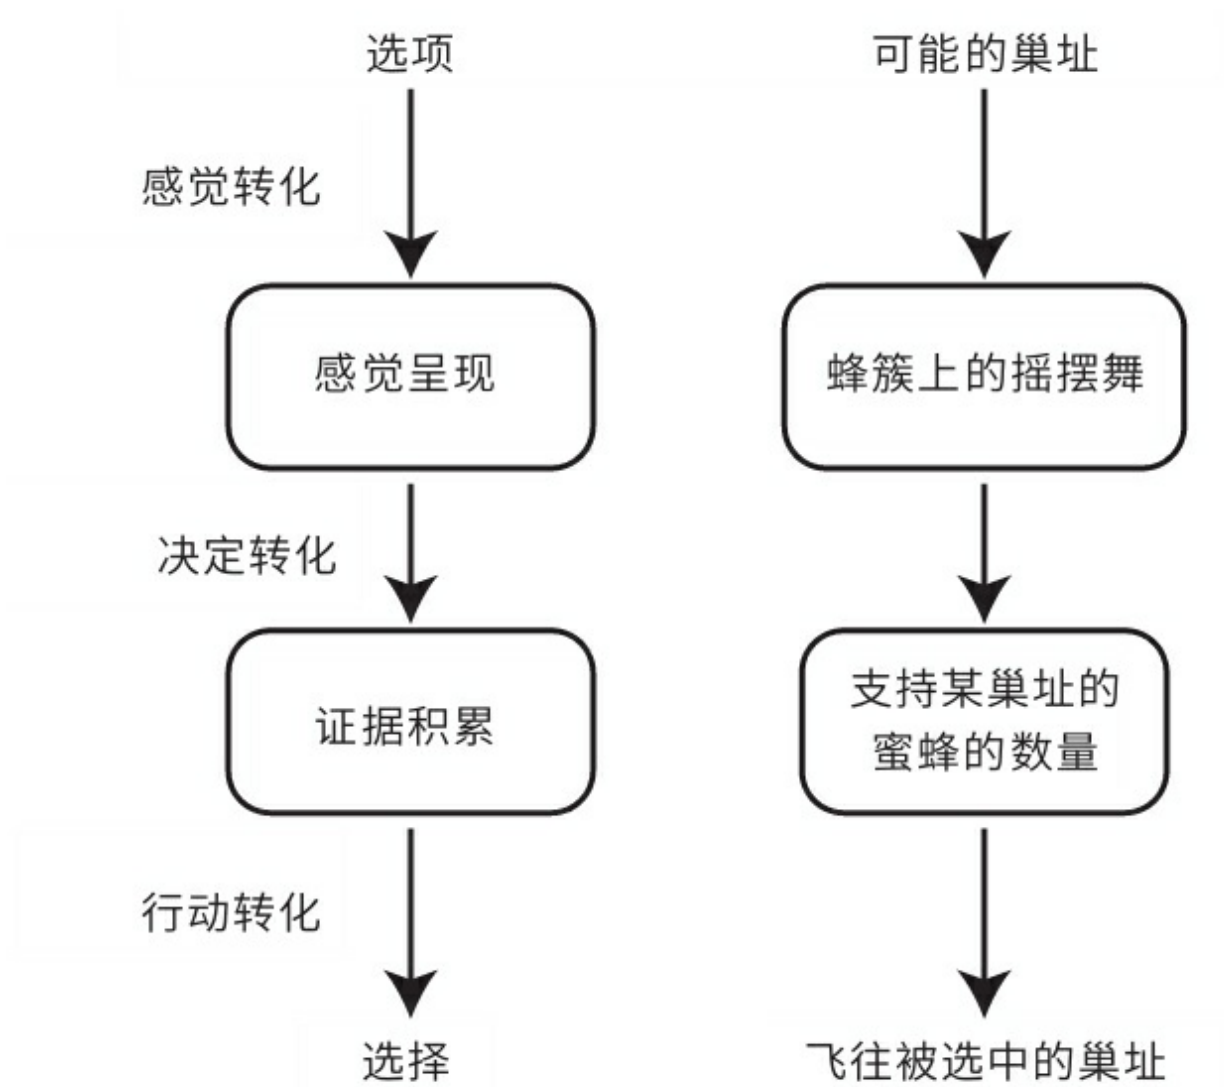 选项
可能的巢址
感觉转化
感觉呈现
蜂簇上的摇摆舞
决定转化
证据积累
支持某巢址的
蜜蜂的数量
行动转化
选择
飞往被选中的巢址